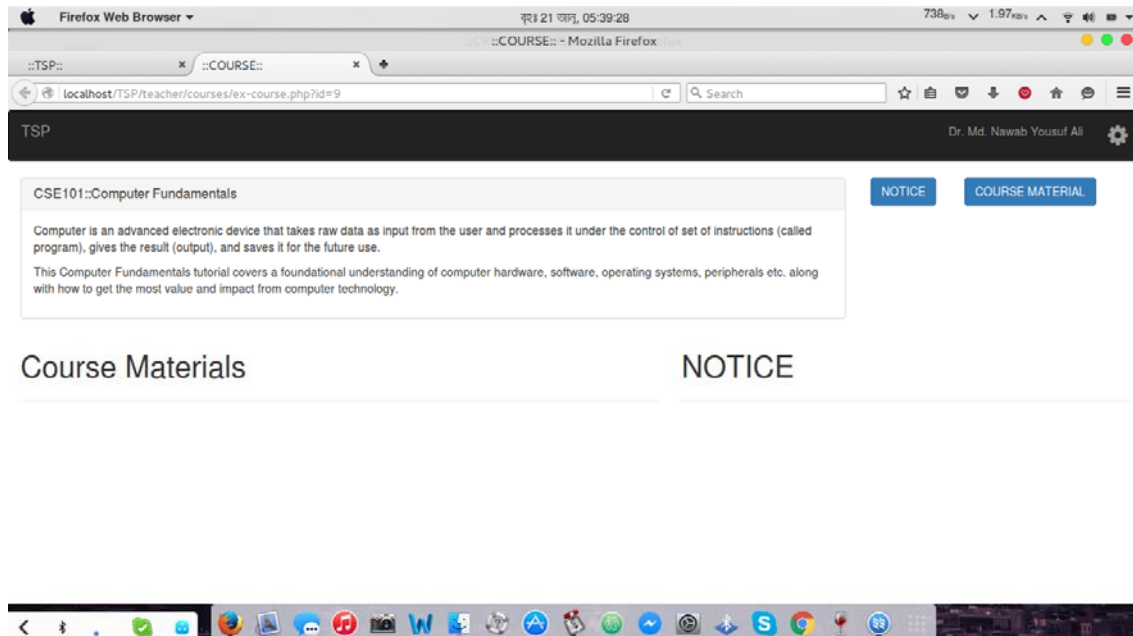 Firefox Web Browser
বৃহঃ 21 জানু, 05:39:28
738B/s 1.97KB/s
::COURSE:: - Mozilla Firefox
::TSP::
::COURSE::
localhost/TSP/teacher/courses/ex-course.php?id=9
Search
TSP
Dr. Md. Nawab Yousuf Ali
CSE101::Computer Fundamentals
NOTICE
COURSE MATERIAL
Computer is an advanced electronic device that takes raw data as input from the user and processes it under the control of set of instructions (called
program), gives the result (output), and saves it for the future use.
This Computer Fundamentals tutorial covers a foundational understanding of computer hardware, software, operating systems, peripherals etc. along
with how to get the most value and impact from computer technology.
Course Materials
NOTICE